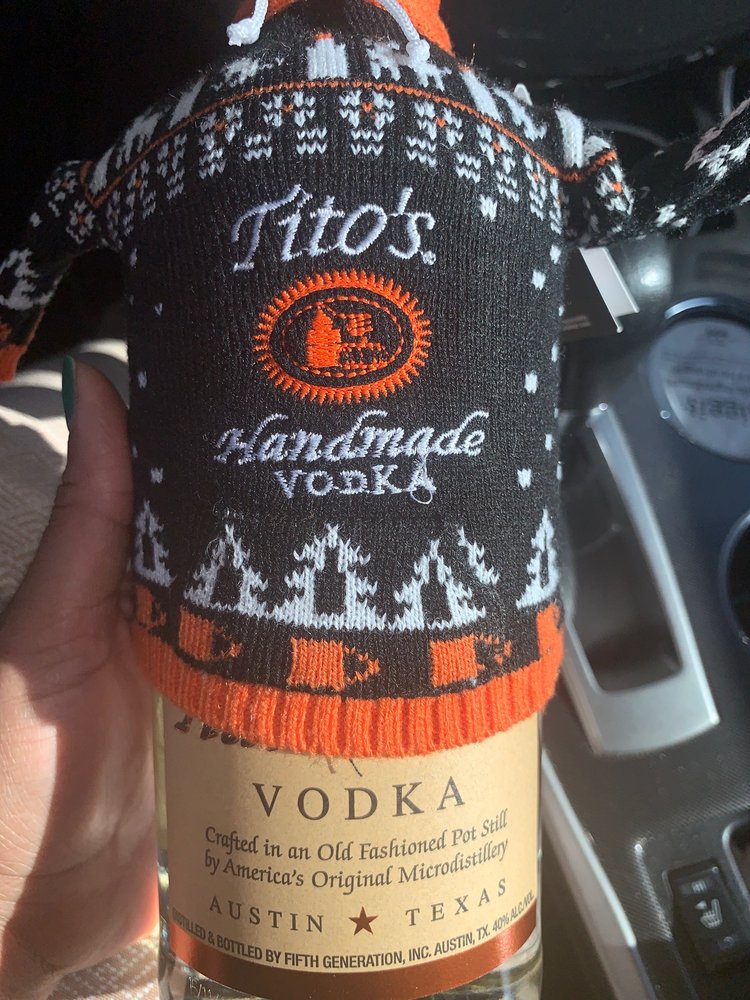 Tito's
Handmade
VODKA
VODKA
Crafted in an Old Fashioned Pot Still
by America's Original Microdistillery
AUSTIN ★ TEXAS
DISTILLED & BOTTLED BY FIFTH GENERATION, INC. AUSTIN, TX. 40% ALC./VOL.